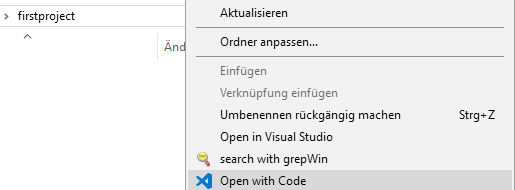 Aktualisieren
firstproject
Ordner anpassen...
Änd
Einfügen
Verknüpfung einfügen
Umbenennen rückgängig machen Strg+Z
Open in Visual Studio
search with grepWin
Open with Code